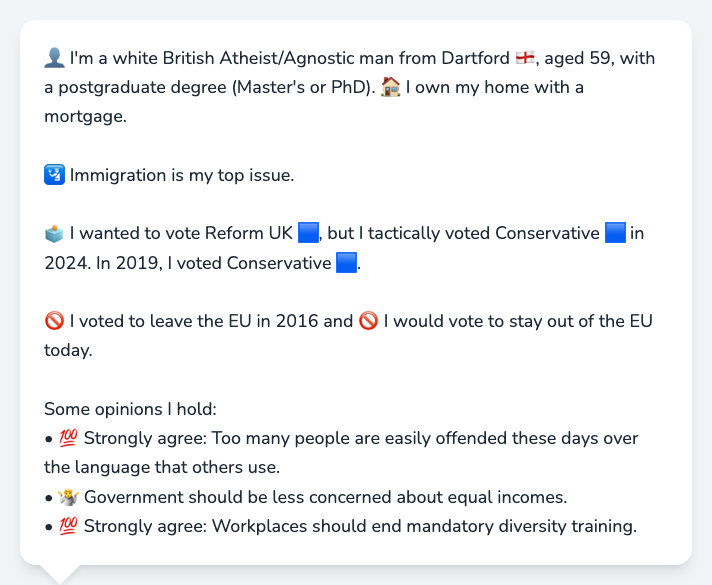 👤 I'm a white British Atheist/Agnostic man from Dartford 🏴󠁧󠁢󠁥󠁮󠁧󠁿, aged 59, with
a postgraduate degree (Master's or PhD). 🏠 I own my home with a
mortgage.
🛂 Immigration is my top issue.
🗳️ I wanted to vote Reform UK 🟦, but I tactically voted Conservative 🟦 in
2024. In 2019, I voted Conservative 🟦.
🚫 I voted to leave the EU in 2016 and 🚫 I would vote to stay out of the EU
today.
Some opinions I hold:
• 💯 Strongly agree: Too many people are easily offended these days over
the language that others use.
• 🤷 Government should be less concerned about equal incomes.
• 💯 Strongly agree: Workplaces should end mandatory diversity training.